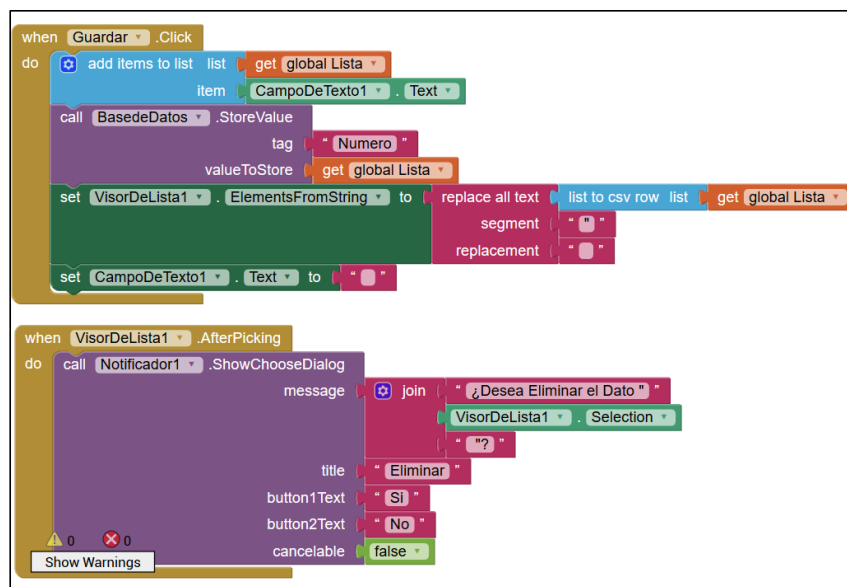 when Guardar .Click
do add items to list list get global Lista
item CampoDeTexto1 . Text
call BasedeDatos .StoreValue
tag " Numero "
valueToStore get global Lista
set VisorDeLista1 . ElementsFromString to replace all text list to csv row list get global Lista
segment " " "
replacement " "
set CampoDeTexto1 . Text to " "
when VisorDeLista1 .AfterPicking
do call Notificador1 .ShowChooseDialog
message join " ¿Desea Eliminar el Dato " "
VisorDeLista1 . Selection
" "? "
title " Eliminar "
button1Text " Si "
button2Text " No "
cancelable false
0 0
Show Warnings